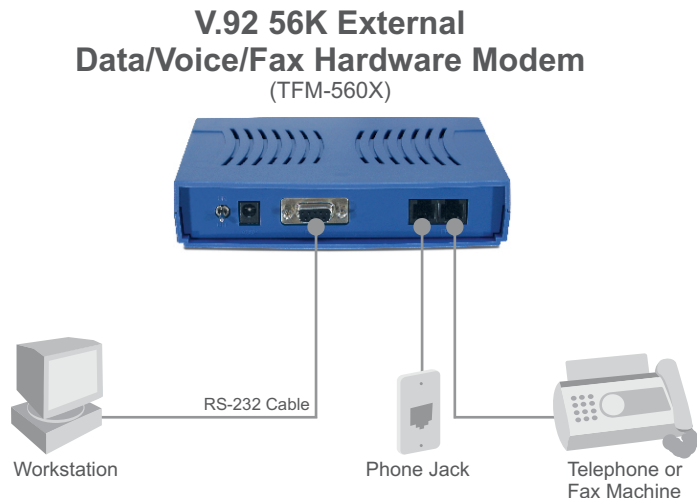 V.92 56K External
Data/Voice/Fax Hardware Modem
(TFM-560X)
RS-232 Cable
Workstation
Phone Jack
Telephone or
Fax Machine